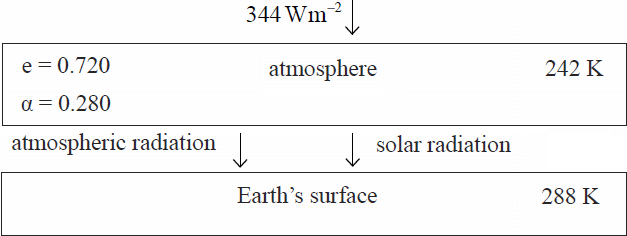 344 Wm⁻²
e = 0.720 atmosphere 242 K
α = 0.280
atmospheric radiation solar radiation
Earth's surface 288 K